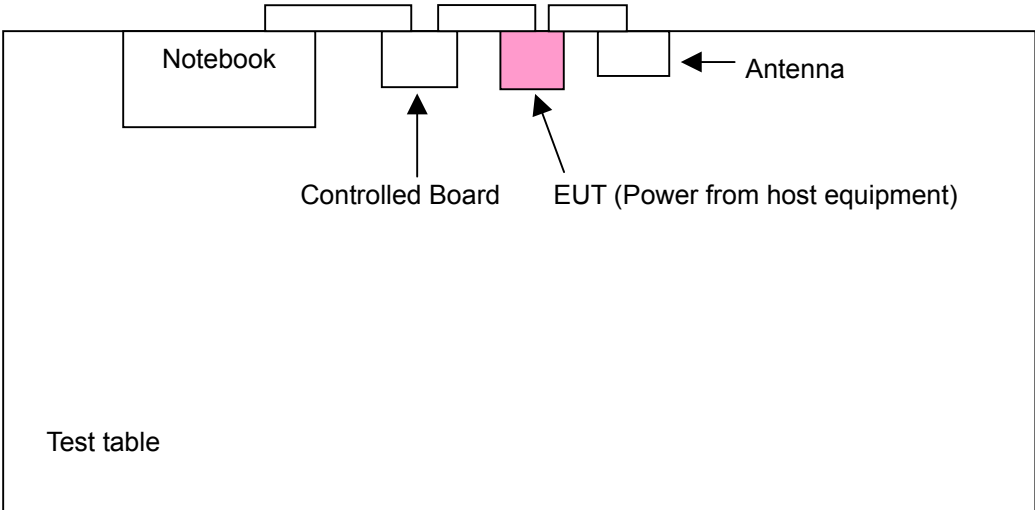 Notebook
Antenna
Controlled Board
EUT (Power from host equipment)
Test table